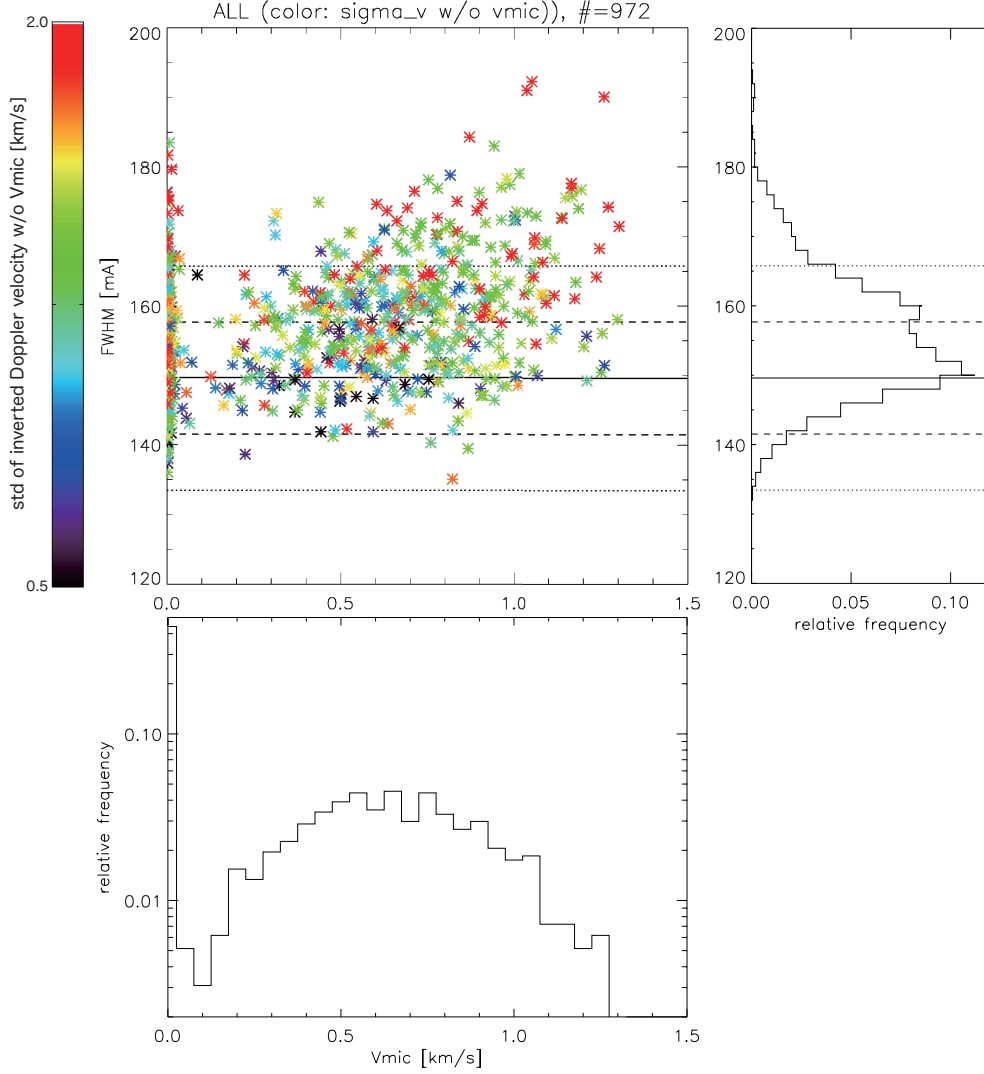 ALL (color: sigma_v w/o vmic)), #=972
2.0
std of inverted Doppler velocity w/o Vmic [km/s]
0.5
200
180
160
140
120
FWHM [mA]
0.0 0.5 1.0 1.5
200
180
160
140
120
0.00 0.05 0.10
relative frequency
0.10
0.01
relative frequency
0.0 0.5 1.0 1.5
Vmic [km/s]